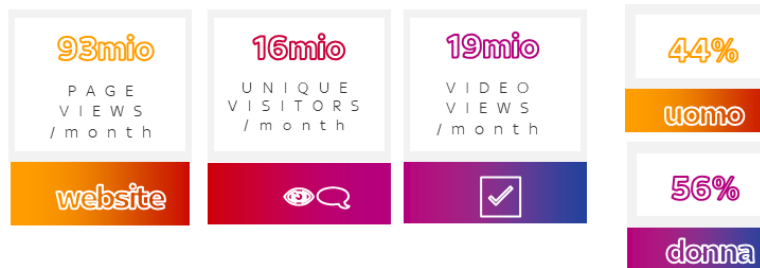 93mio
PAGE
VIEWS
/month
website
16mio
UNIQUE
VISITORS
/month
19mio
VIDEO
VIEWS
/month
44%
uomo
56%
donna